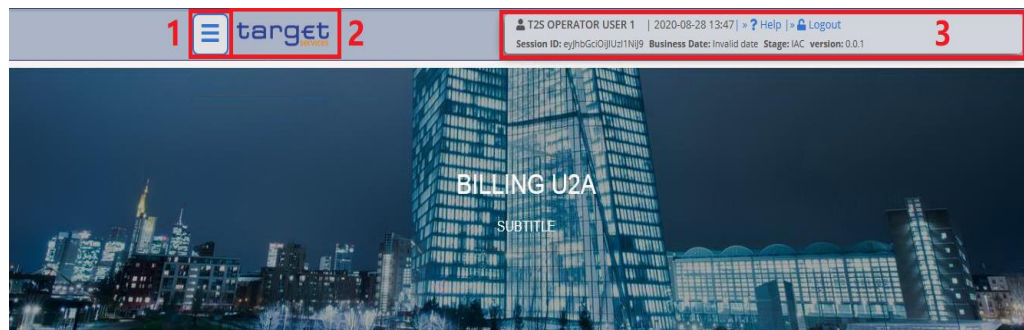 1
target
services
2
T2S OPERATOR USER 1 | 2020-08-28 13:47| » ? Help |» Logout
Session ID: eyJhbGciOiJIUzI1NiJ9 Business Date: Invalid date Stage: IAC version: 0.0.1
3
BILLING U2A
SUBTITLE